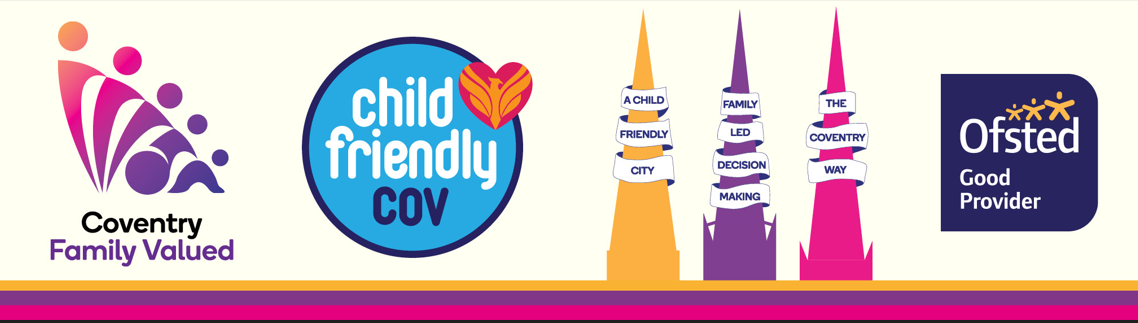 Coventry
Family Valued
child
friendly
cov
A CHILD
FRIENDLY
CITY
FAMILY
LED
DECISION
MAKING
THE
COVENTRY
WAY
Ofsted
Good
Provider